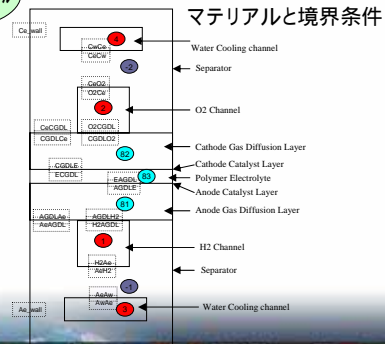 マテリアルと境界条件
Ce_wall
4
CwCe
CeCw
Water Cooling channel
-2
Separator
CeO2
O2Ce
2
O2 Channel
CeCGDL
O2CGDL
CGDLCe
CGDLO2
Cathode Gas Diffusion Layer
82
CGDLE
Cathode Catalyst Layer
ECGDL
EAGDL
83
Polymer Electrolyte
AGDLE
Anode Catalyst Layer
81
Anode Gas Diffusion Layer
AGDLAe
AGDLH2
AeAGDL
H2AGDL
1
H2 Channel
H2Ae
AeH2
Separator
-1
AeAw
AwAe
Ae_wall
3
Water Cooling channel